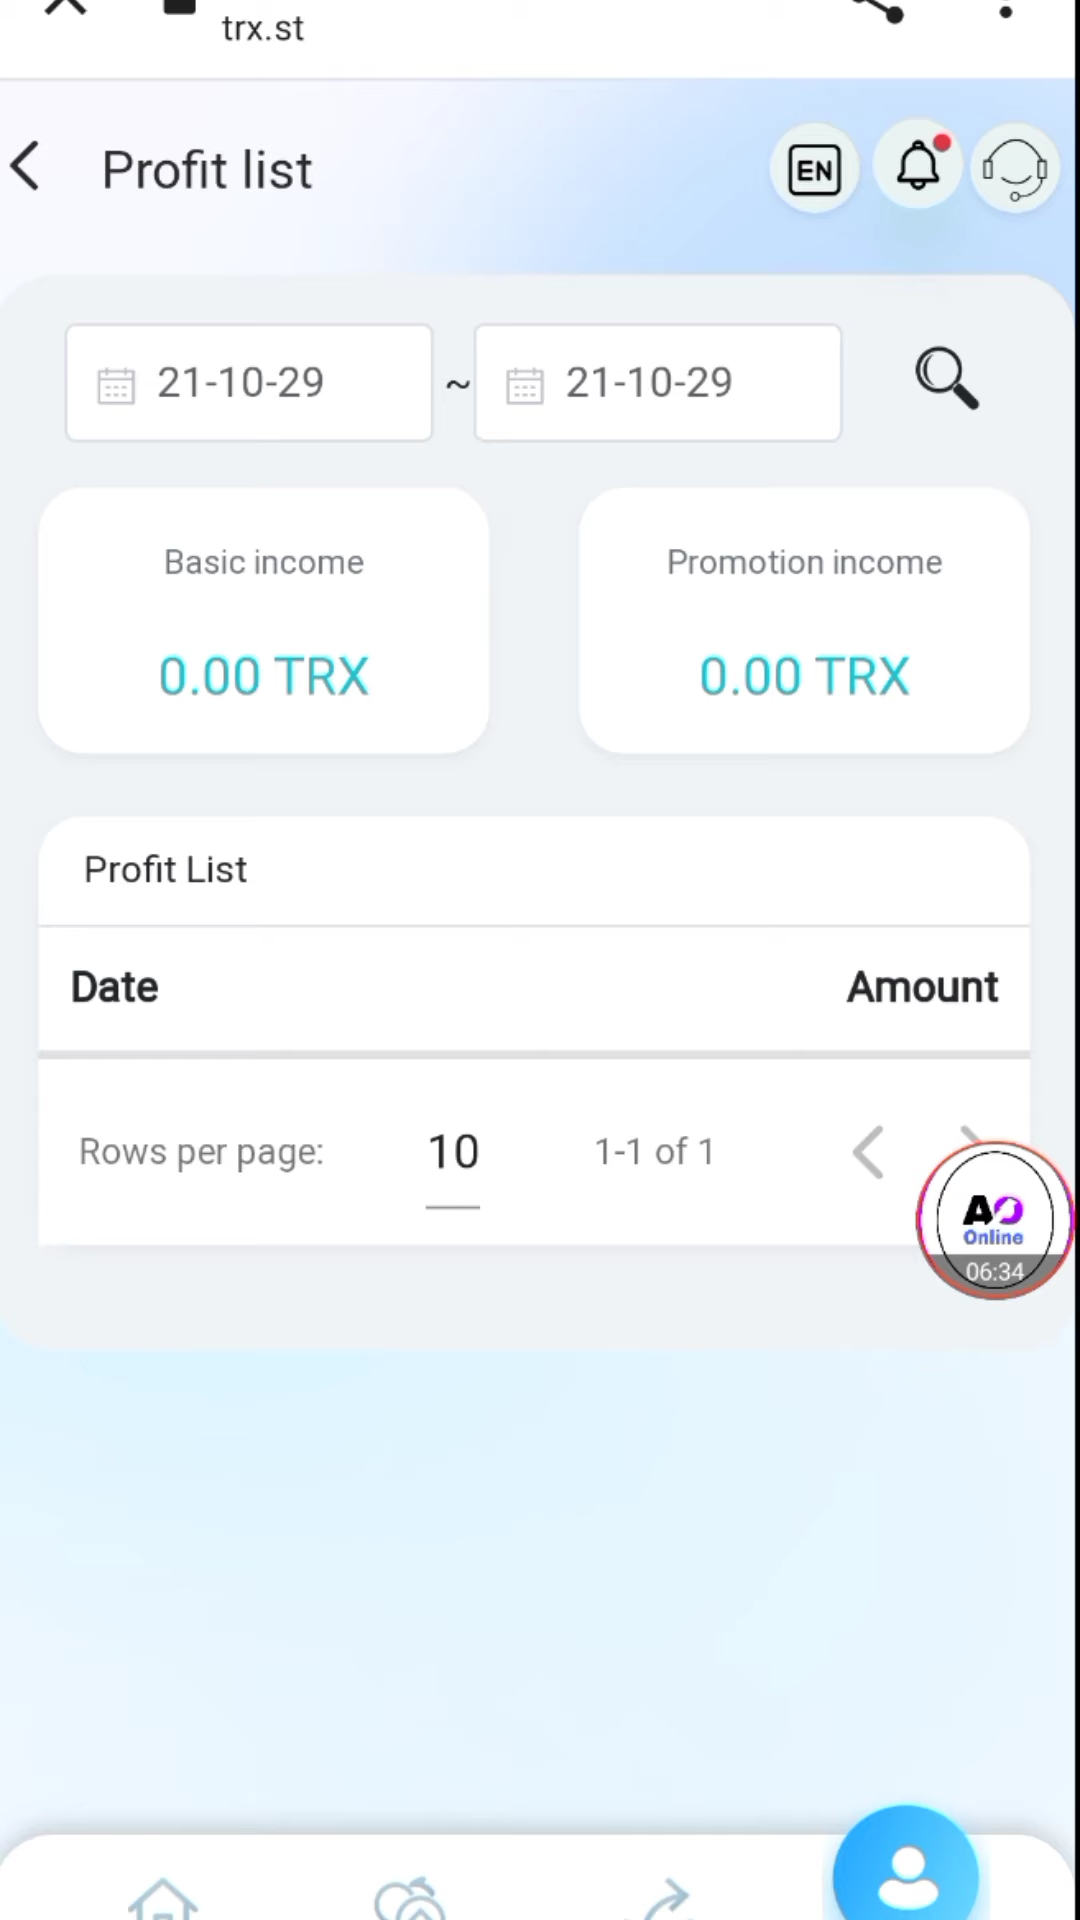 trx.st
Profit list
EN
21-10-29 ~ 21-10-29
Basic income
Promotion income
0.00 TRX
0.00 TRX
Profit List
Date Amount
Rows per page: 10 1-1 of 1
AO
Online
06:34